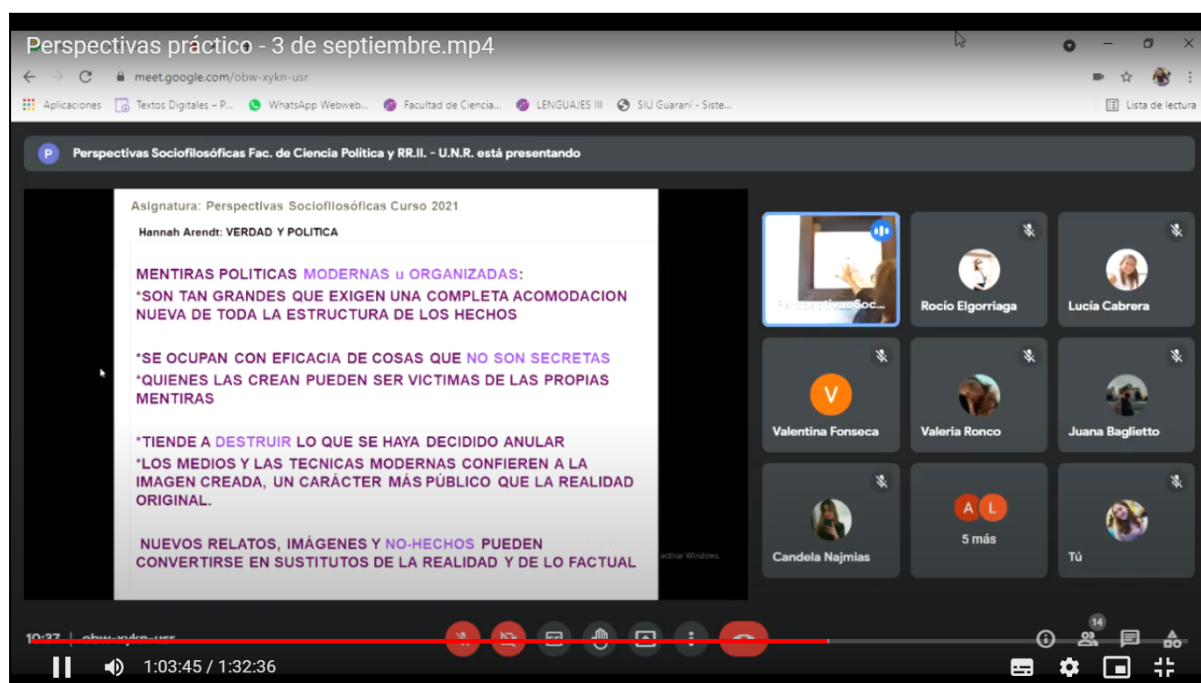 Perspectivas práctico - 3 de septiembre.mp4
meet.google.com/obw-xykn-usr
Aplicaciones Textos Digitales – P... WhatsApp Webweb... Facultad de Ciencia... LENGUAJES III SIU Guaraní - Siste... Lista de lectura
P Perspectivas Sociofilosóficas Fac. de Ciencia Política y RR.II. - U.N.R. está presentando
Asignatura: Perspectivas Sociofilosóficas Curso 2021
Hannah Arendt: VERDAD Y POLITICA
MENTIRAS POLITICAS MODERNAS u ORGANIZADAS:
*SON TAN GRANDES QUE EXIGEN UNA COMPLETA ACOMODACION
NUEVA DE TODA LA ESTRUCTURA DE LOS HECHOS
*SE OCUPAN CON EFICACIA DE COSAS QUE NO SON SECRETAS
*QUIENES LAS CREAN PUEDEN SER VICTIMAS DE LAS PROPIAS
MENTIRAS
*TIENDE A DESTRUIR LO QUE SE HAYA DECIDIDO ANULAR
*LOS MEDIOS Y LAS TECNICAS MODERNAS CONFIEREN A LA
IMAGEN CREADA, UN CARÁCTER MÁS PÚBLICO QUE LA REALIDAD
ORIGINAL.
NUEVOS RELATOS, IMÁGENES Y NO-HECHOS PUEDEN
CONVERTIRSE EN SUSTITUTOS DE LA REALIDAD Y DE LO FACTUAL
activar Windows.
Perspectivas Soc...
Rocío Elgorriaga
Lucía Cabrera
V
Valentina Fonseca
Valeria Ronco
Juana Baglietto
Candela Najmias
A L
5 más
Tú
10:37 | obw-xykn-usr
14
1:03:45 / 1:32:36